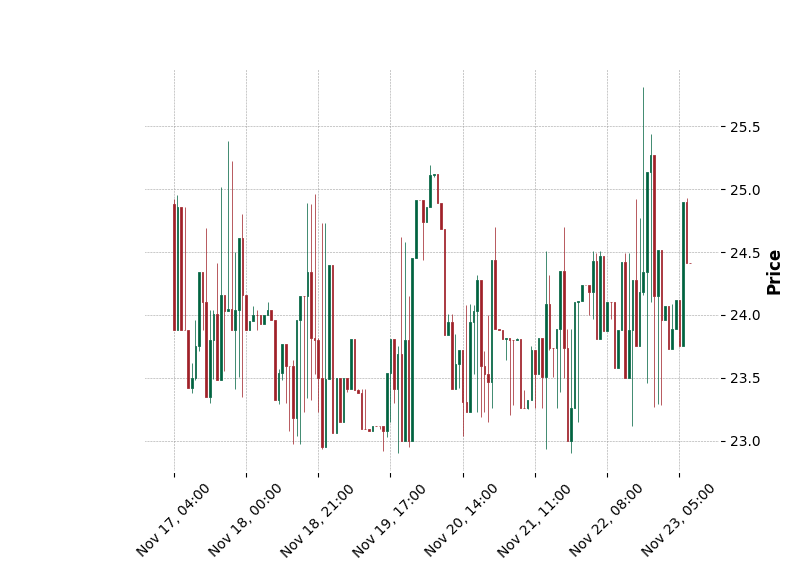 25.5
25.0
24.5
24.0
23.5
23.0
Price
Nov 17, 04:00
Nov 18, 00:00
Nov 18, 21:00
Nov 19, 17:00
Nov 20, 14:00
Nov 21, 11:00
Nov 22, 08:00
Nov 23, 05:00